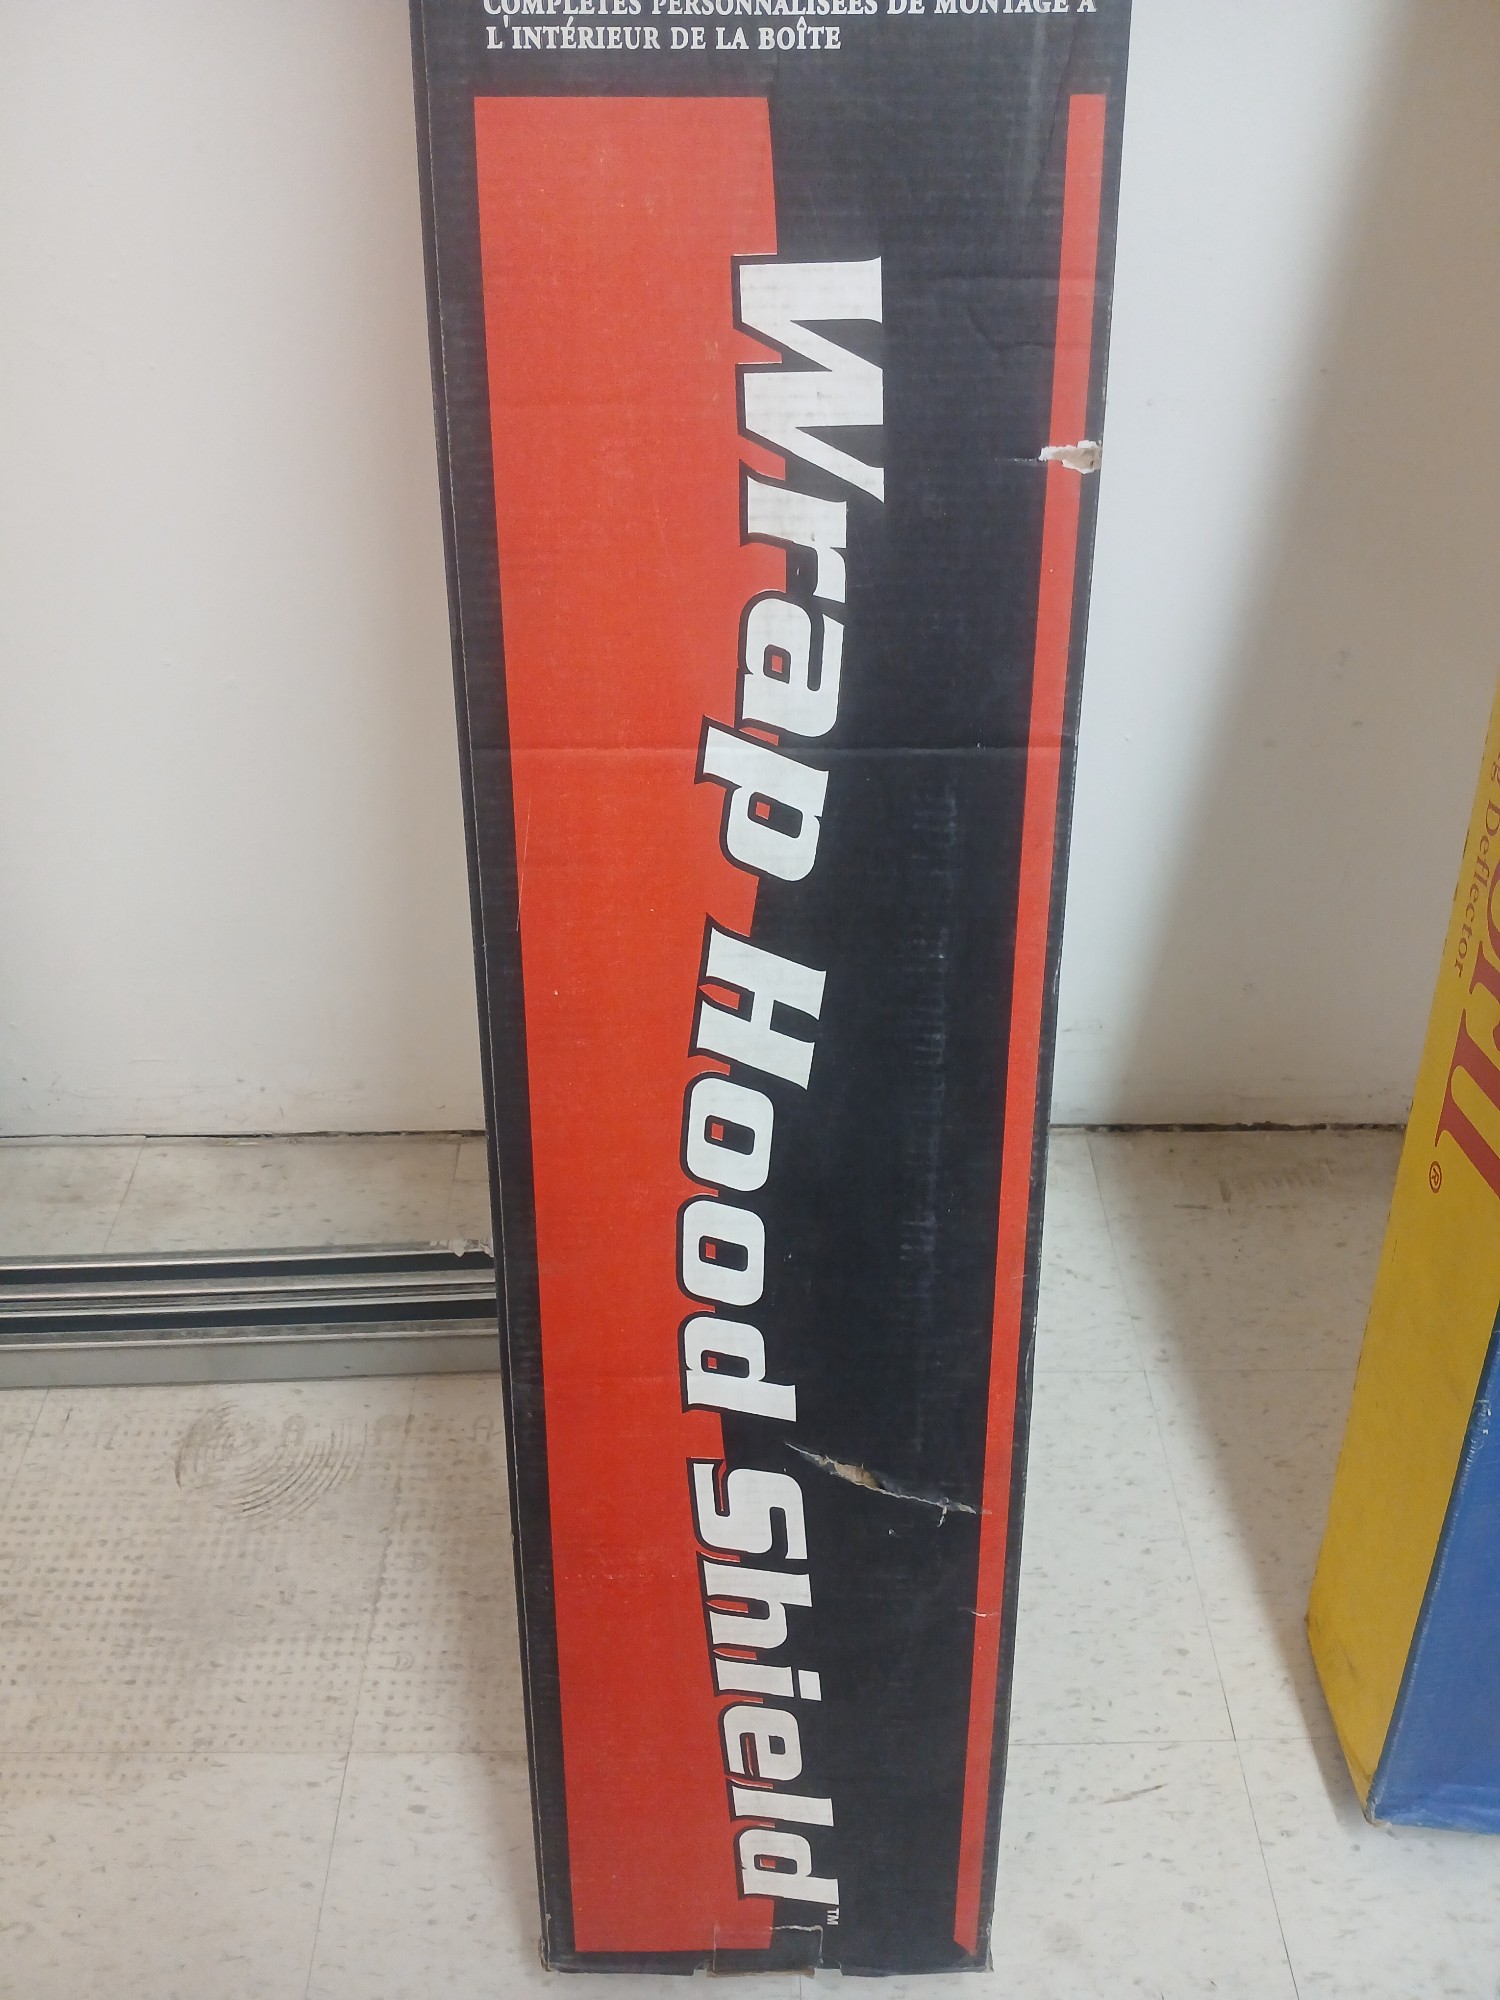 COMPLÈTES PERSONNALISÉES DE MONTAGE À
L'INTÉRIEUR DE LA BOÎTE
Wrap Hood Shield™
Deflector
®